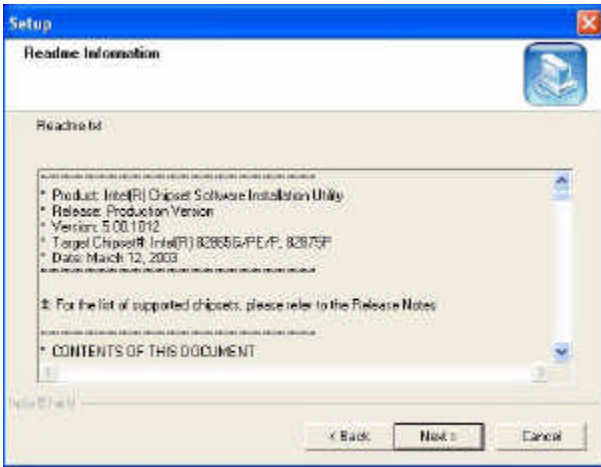 Setup
Readme Information
Readme.txt
************************************************
* Product: Intel(R) Chipset Software Installation Utility
* Release: Production Version
* Version: 5.00.1012
* Target Chipset#: Intel(R) 82865G/PE/P, 82875P
* Date: March 12, 2003
************************************************
#: For the list of supported chipsets, please refer to the Release Notes
************************************************
* CONTENTS OF THIS DOCUMENT
InstallShield
< Back
Next >
Cancel